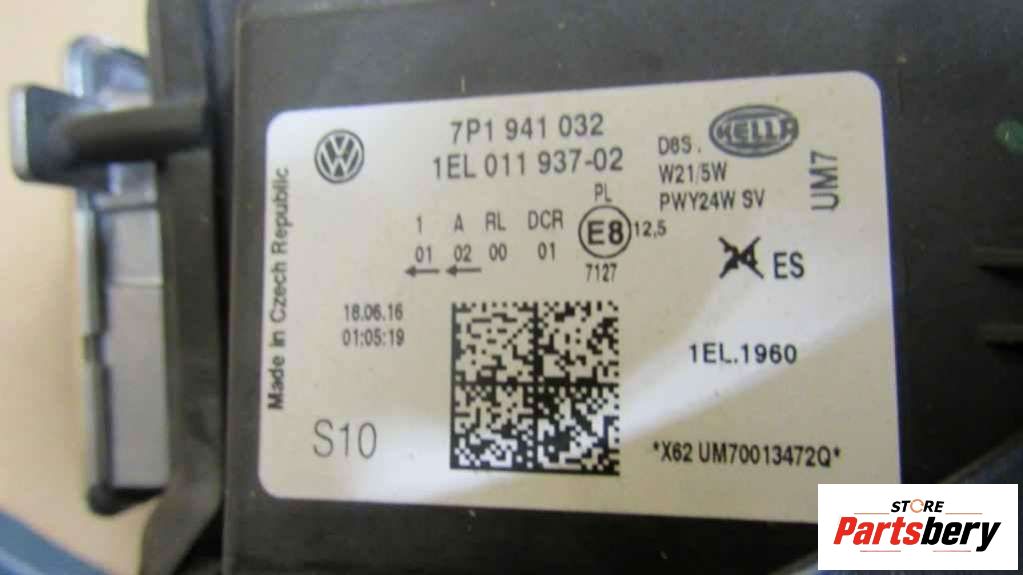 7P1 941 032
1EL 011 937-02
D8S.
HELLA
W21/5W
PWY24W SV
UM7
PL
1 A RL DCR
01 02 00 01
E8
12,5
7127
24 ES
Made in Czech Republic
18.06.16
01:05:19
1EL.1960
S10
*X62 UM70013472Q*
STORE
Partsbery